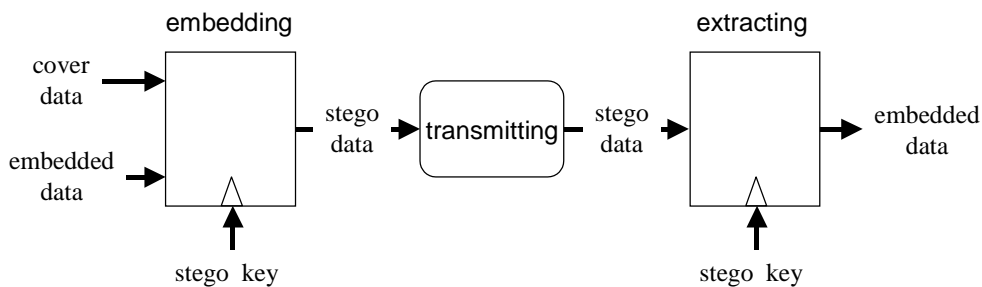 embedding
extracting
cover
data
embedded
data
stego
data
transmitting
stego
data
embedded
data
stego key
stego key